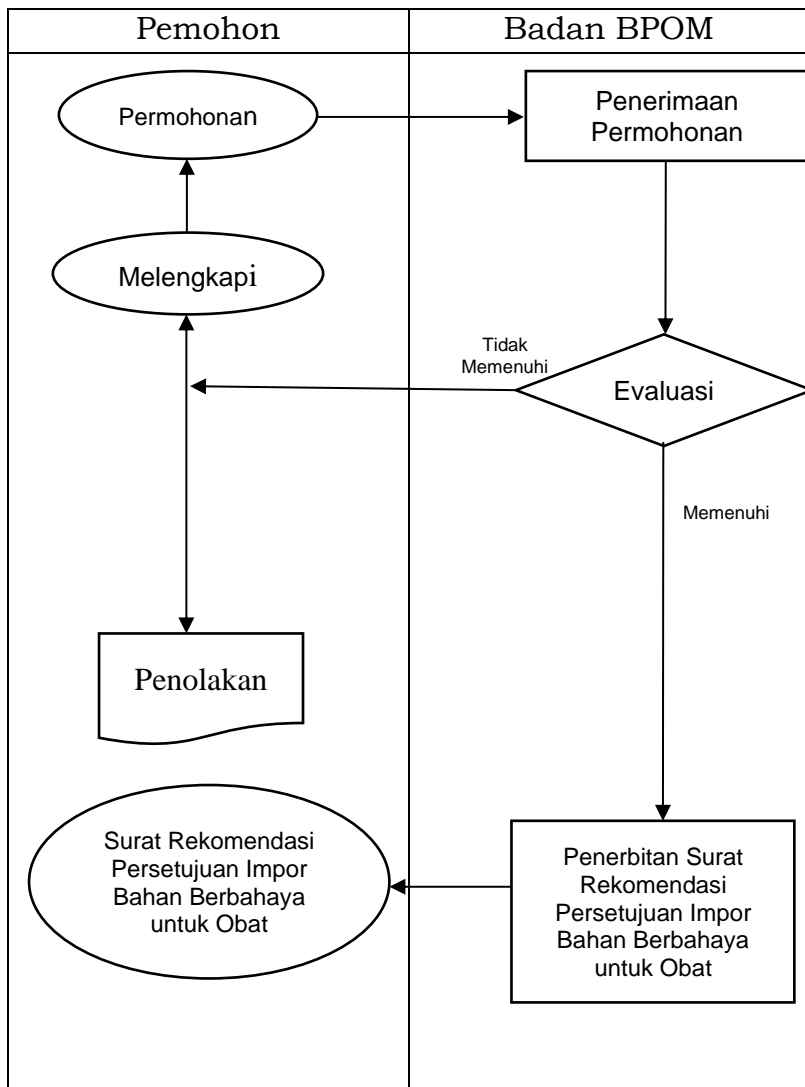 Pemohon
Badan BPOM
Permohonan
Penerimaan
Permohonan
Melengkapi
Tidak
Memenuhi
Evaluasi
Memenuhi
Penolakan
Surat Rekomendasi
Persetujuan Impor
Bahan Berbahaya
untuk Obat
Penerbitan Surat
Rekomendasi
Persetujuan Impor
Bahan Berbahaya
untuk Obat